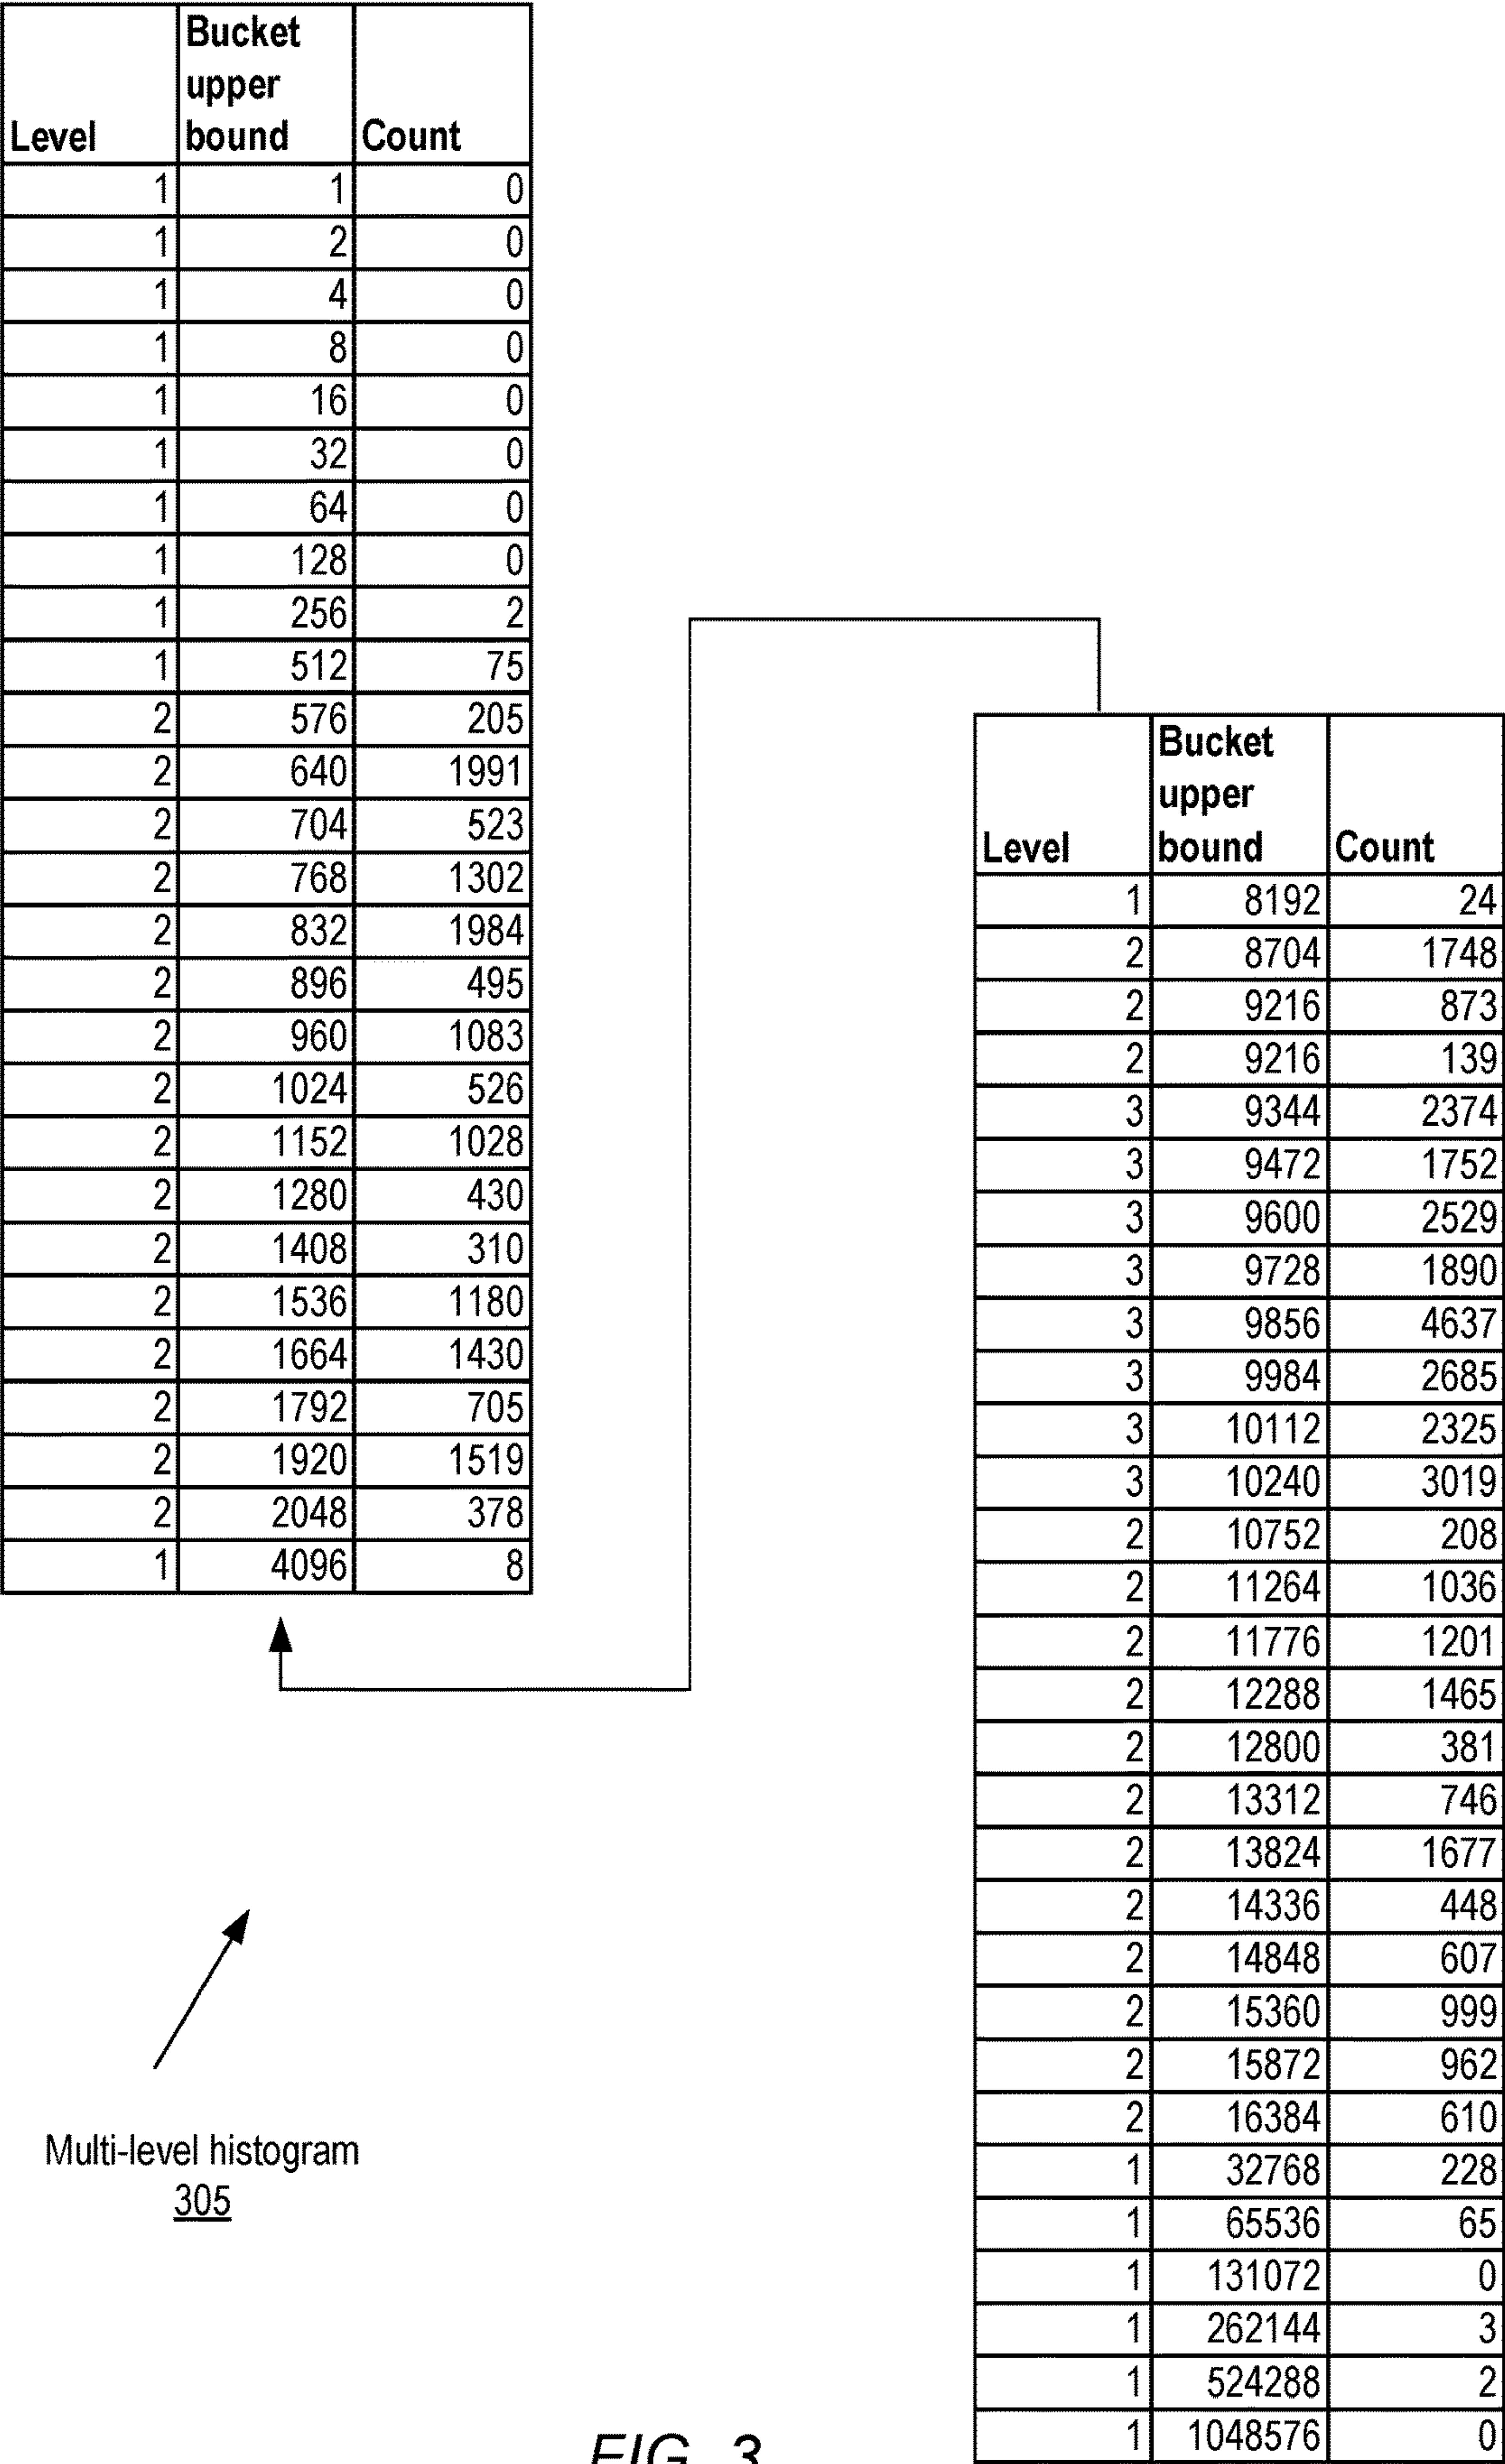 Level Bucket upper bound Count
1 1 0
1 2 0
1 4 0
1 8 0
1 16 0
1 32 0
1 64 0
1 128 0
1 256 2
1 512 75
2 576 205
2 640 1991
2 704 523
2 768 1302
2 832 1984
2 896 495
2 960 1083
2 1024 526
2 1152 1028
2 1280 430
2 1408 310
2 1536 1180
2 1664 1430
2 1792 705
2 1920 1519
2 2048 378
1 4096 8
Level Bucket upper bound Count
1 8192 24
2 8704 1748
2 9216 873
2 9216 139
3 9344 2374
3 9472 1752
3 9600 2529
3 9728 1890
3 9856 4637
3 9984 2685
3 10112 2325
3 10240 3019
2 10752 208
2 11264 1036
2 11776 1201
2 12288 1465
2 12800 381
2 13312 746
2 13824 1677
2 14336 448
2 14848 607
2 15360 999
2 15872 962
2 16384 610
1 32768 228
1 65536 65
1 131072 0
1 262144 3
1 524288 2
1 1048576 0
Multi-level histogram
305
FIG. 3